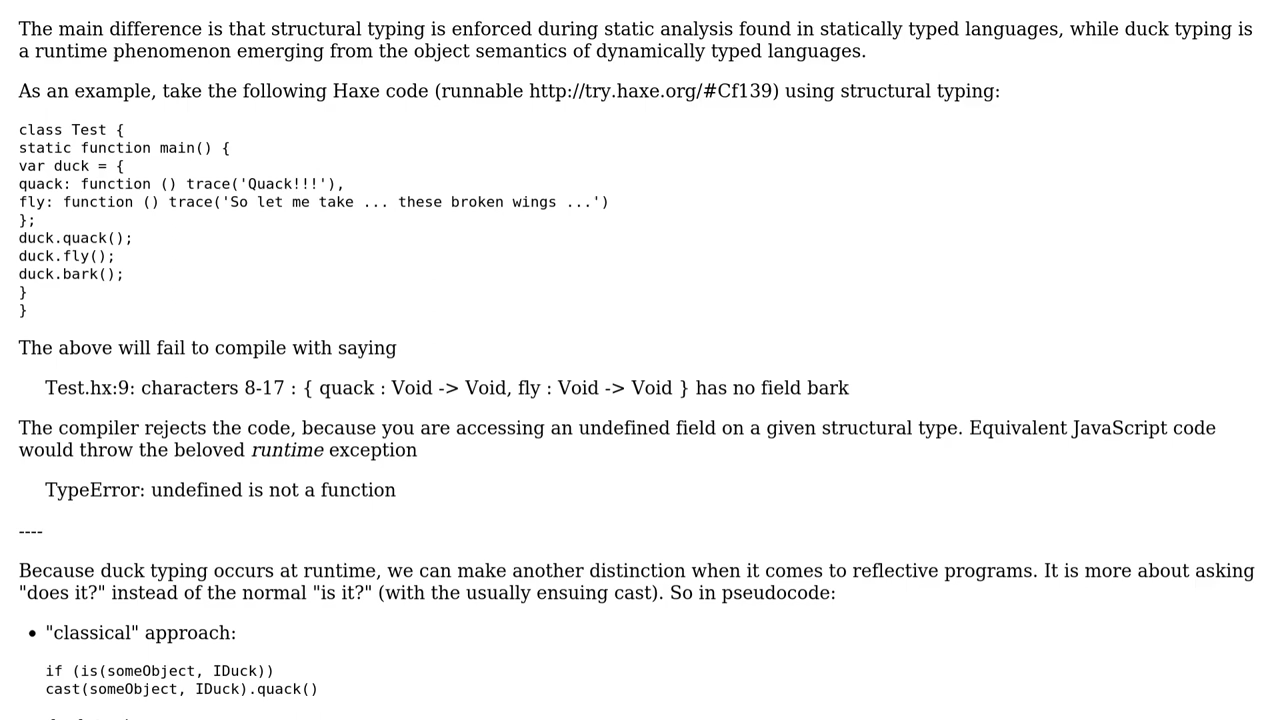 The main difference is that structural typing is enforced during static analysis found in statically typed languages, while duck typing is
a runtime phenomenon emerging from the object semantics of dynamically typed languages.
As an example, take the following Haxe code (runnable http://try.haxe.org/#Cf139) using structural typing:
class Test {
static function main() {
var duck = {
quack: function () trace('Quack!!!'),
fly: function () trace('So let me take ... these broken wings ...')
};
duck.quack();
duck.fly();
duck.bark();
}
}
The above will fail to compile with saying
Test.hx:9: characters 8-17 : { quack : Void -> Void, fly : Void -> Void } has no field bark
The compiler rejects the code, because you are accessing an undefined field on a given structural type. Equivalent JavaScript code
would throw the beloved runtime exception
TypeError: undefined is not a function
----
Because duck typing occurs at runtime, we can make another distinction when it comes to reflective programs. It is more about asking
"does it?" instead of the normal "is it?" (with the usually ensuing cast). So in pseudocode:
• "classical" approach:
if (is(someObject, IDuck))
cast(someObject, IDuck).quack()